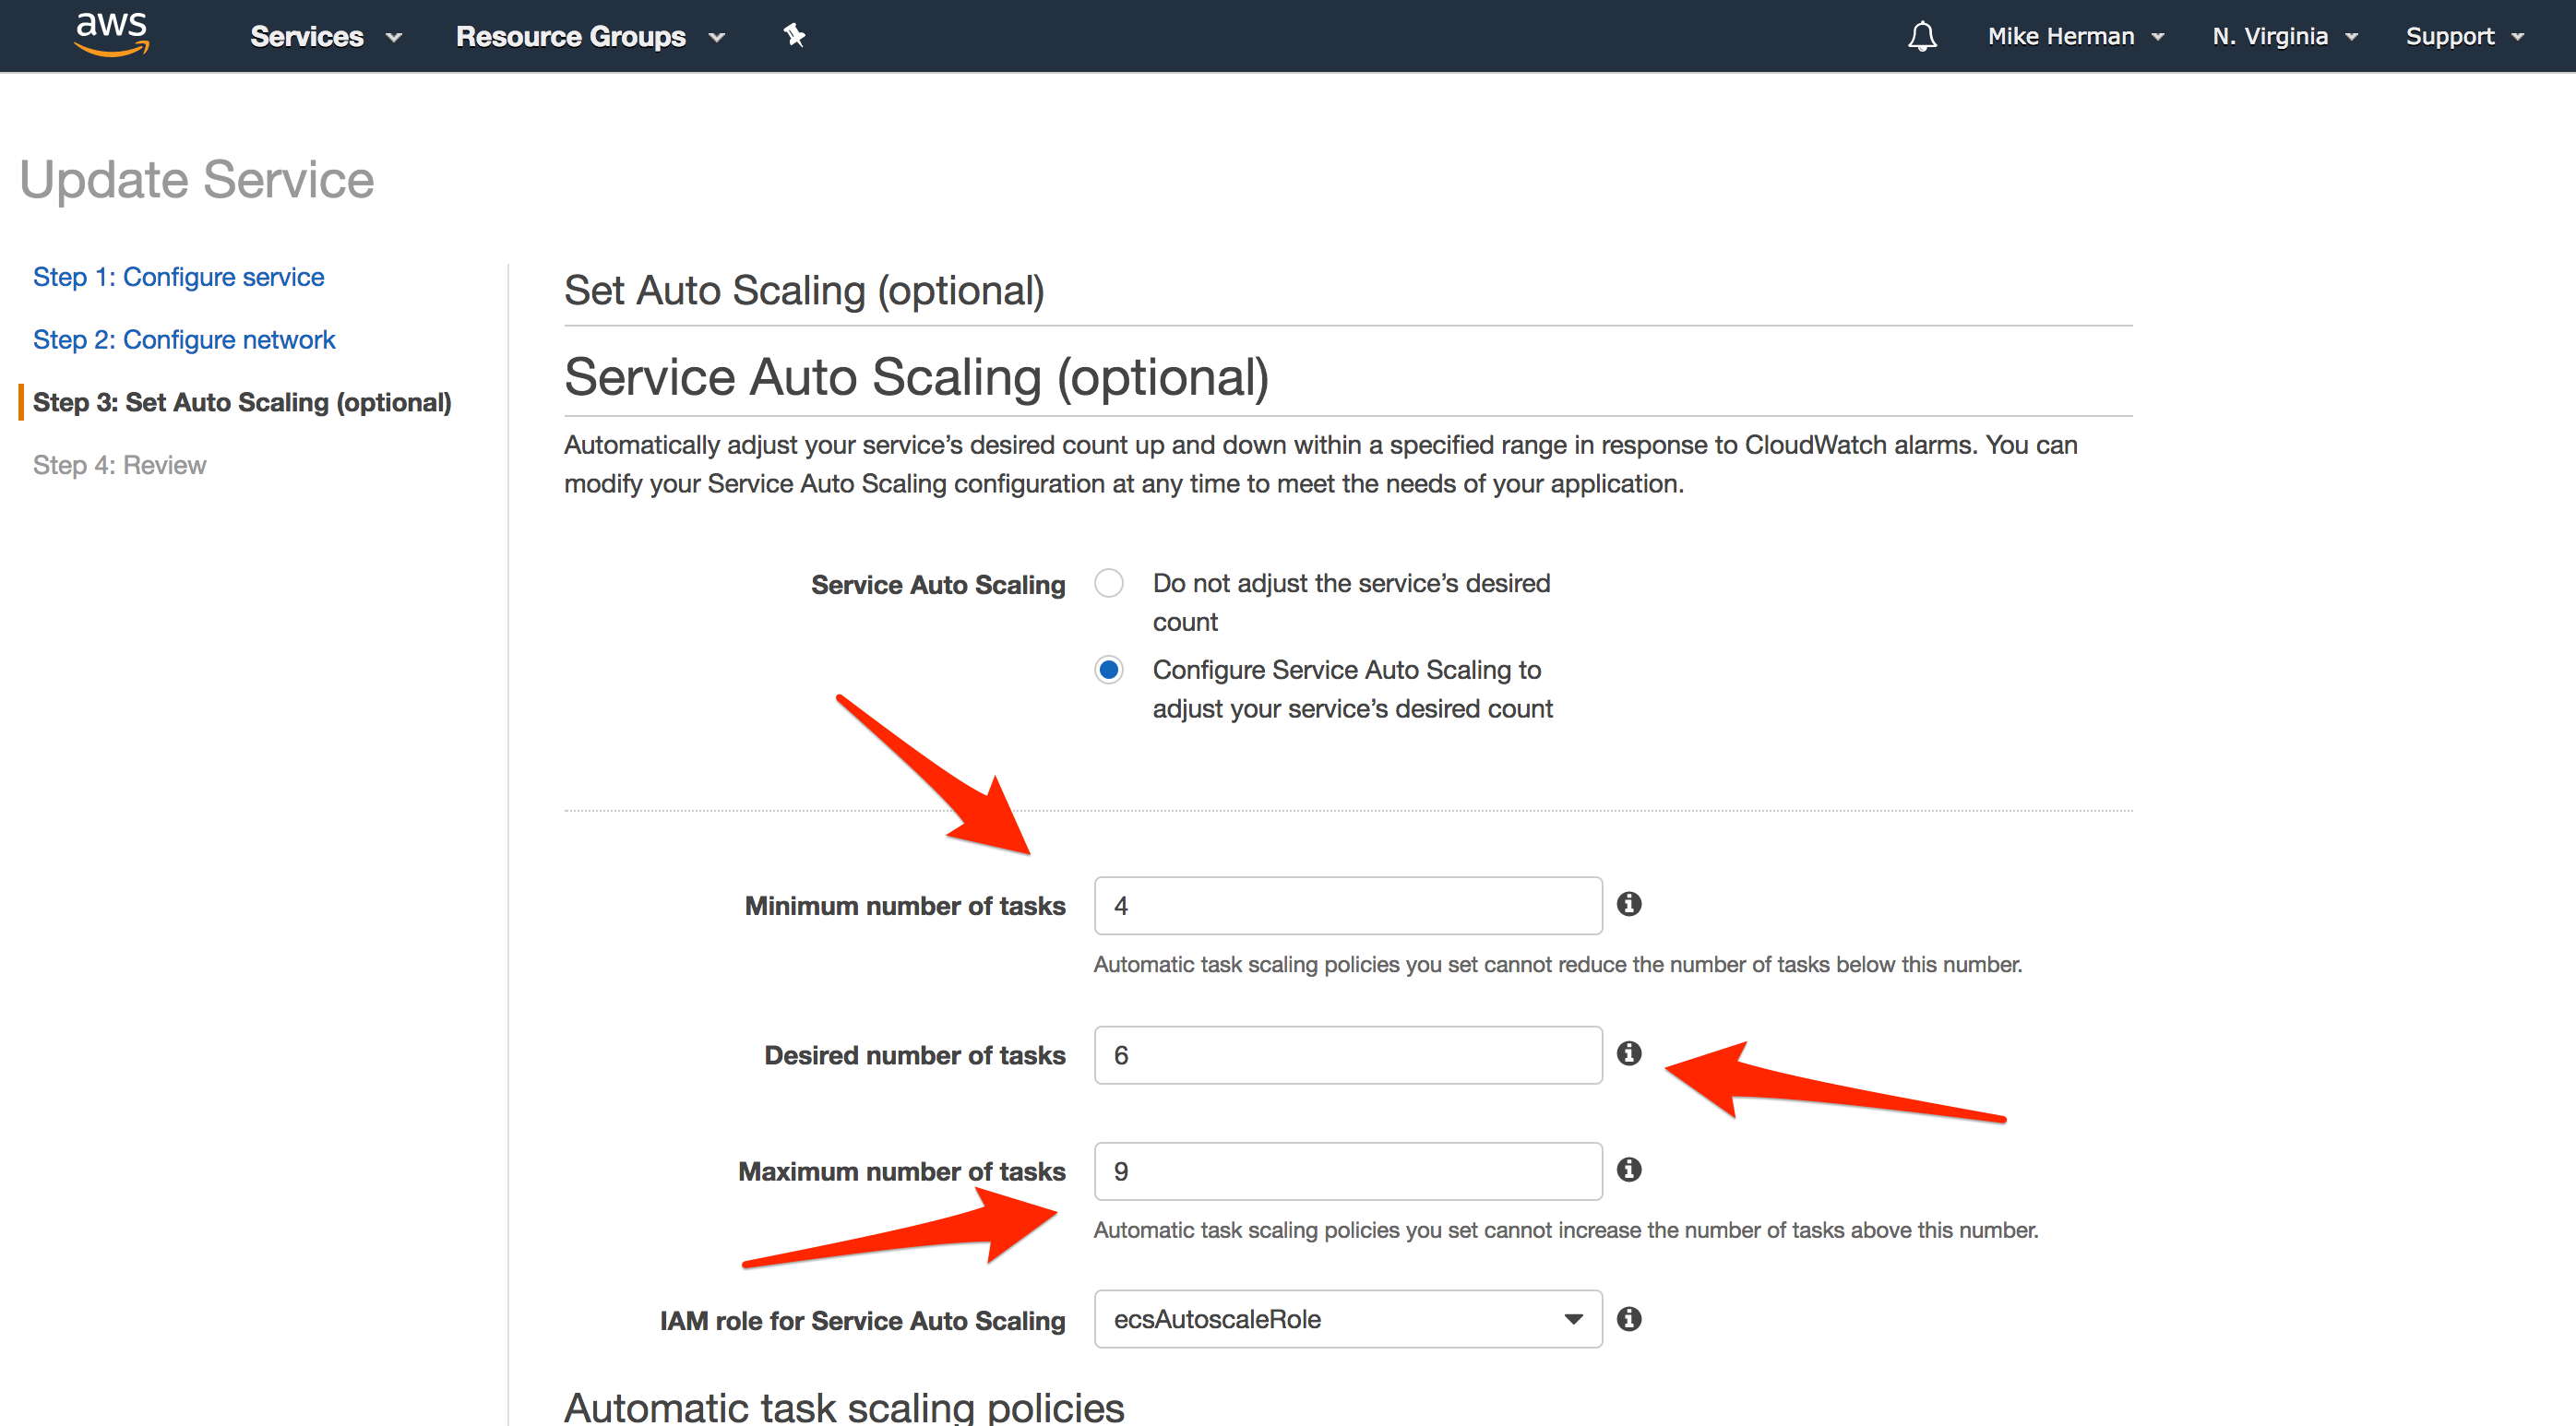 aws
Services
Resource Groups
Mike Herman
N. Virginia
Support
Update Service
Step 1: Configure service
Step 2: Configure network
Step 3: Set Auto Scaling (optional)
Step 4: Review
Set Auto Scaling (optional)
Service Auto Scaling (optional)
Automatically adjust your service’s desired count up and down within a specified range in response to CloudWatch alarms. You can
modify your Service Auto Scaling configuration at any time to meet the needs of your application.
Service Auto Scaling
Do not adjust the service’s desired
count
Configure Service Auto Scaling to
adjust your service’s desired count
Minimum number of tasks
4
Automatic task scaling policies you set cannot reduce the number of tasks below this number.
Desired number of tasks
6
Maximum number of tasks
9
Automatic task scaling policies you set cannot increase the number of tasks above this number.
IAM role for Service Auto Scaling
ecsAutoscaleRole
Automatic task scaling policies